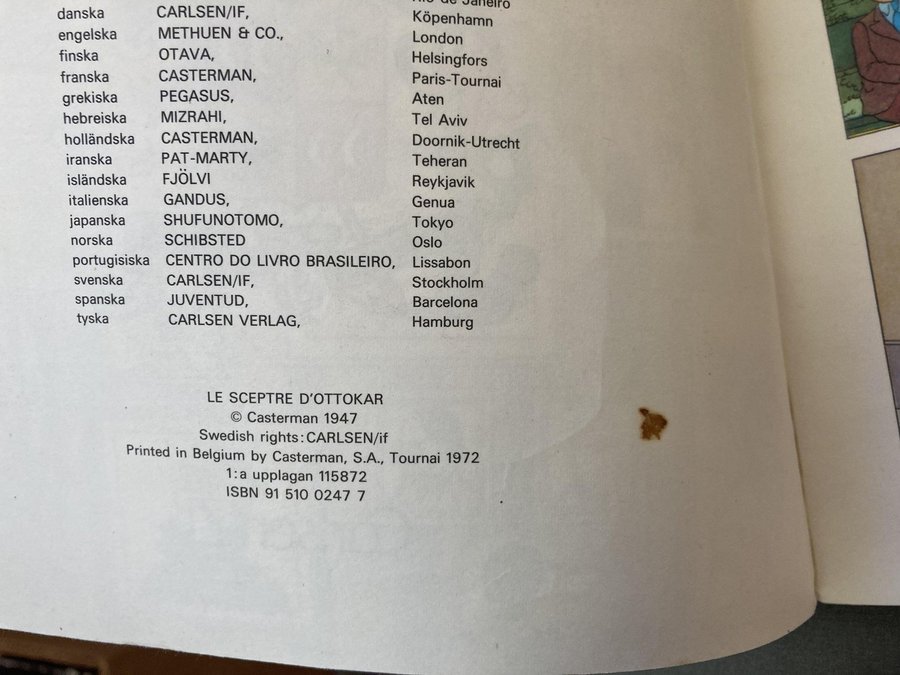 Rio de Janeiro
danska CARLSEN/IF, Köpenhamn
engelska METHUEN & CO., London
finska OTAVA, Helsingfors
franska CASTERMAN, Paris-Tournai
grekiska PEGASUS, Aten
hebreiska MIZRAHI, Tel Aviv
holländska CASTERMAN, Doornik-Utrecht
iranska PAT-MARTY, Teheran
isländska FJÖLVI Reykjavik
italienska GANDUS, Genua
japanska SHUFUNOTOMO, Tokyo
norska SCHIBSTED Oslo
portugisiska CENTRO DO LIVRO BRASILEIRO, Lissabon
svenska CARLSEN/IF, Stockholm
spanska JUVENTUD, Barcelona
tyska CARLSEN VERLAG, Hamburg
LE SCEPTRE D'OTTOKAR
© Casterman 1947
Swedish rights: CARLSEN/if
Printed in Belgium by Casterman, S.A., Tournai 1972
1:a upplagan 115872
ISBN 91 510 0247 7